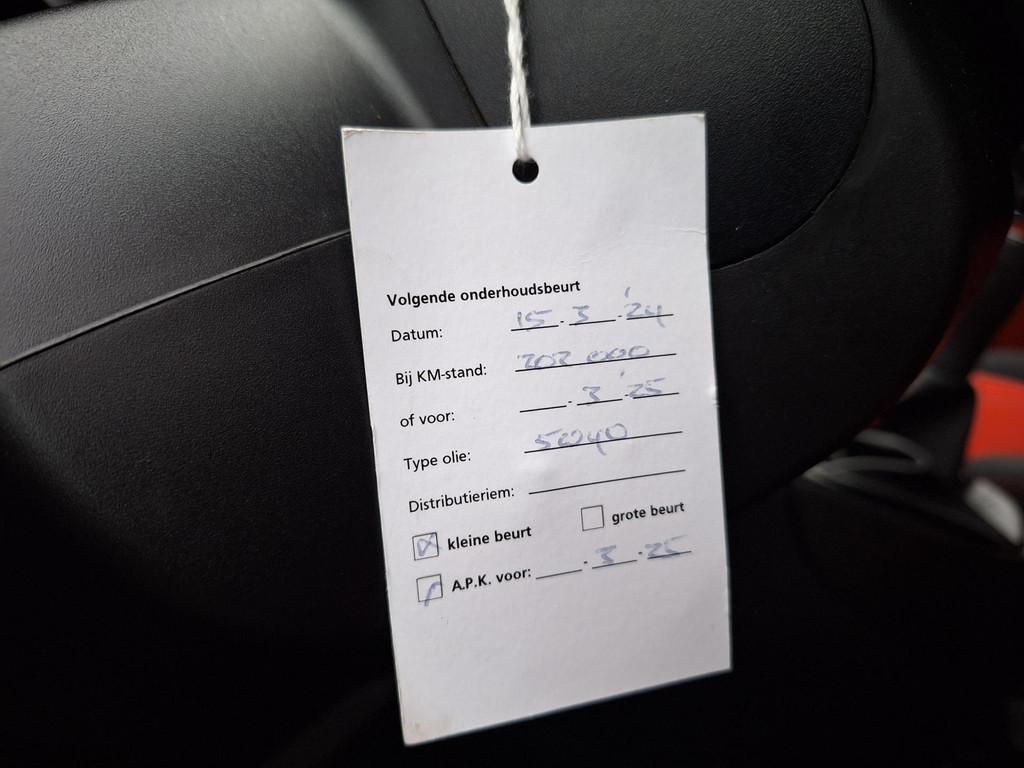 Volgende onderhoudsbeurt
Datum: 15.3.'24
Bij KM-stand: 202 000
of voor: .3'.25
Type olie: 5W40
Distributieriem:
kleine beurt grote beurt
A.P.K. voor: .3.25